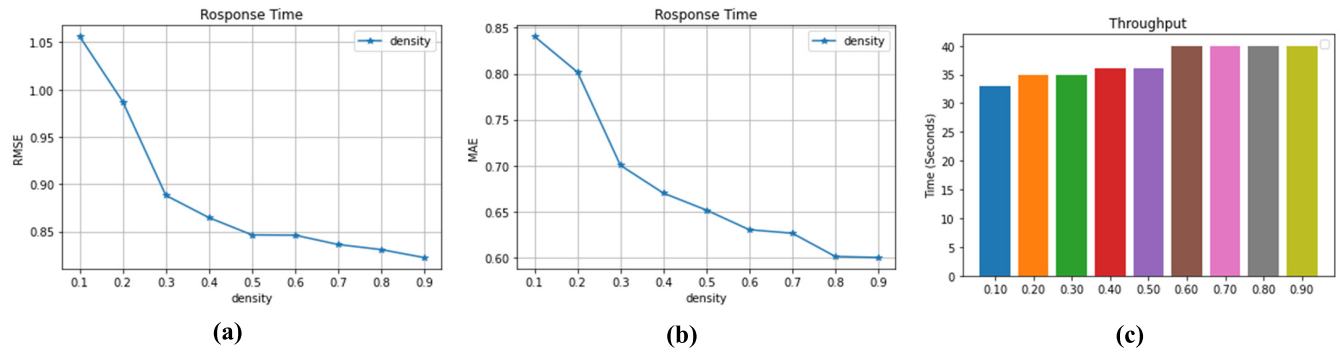 Rosponse Time
density
RMSE
1.05
1.00
0.95
0.90
0.85
0.1 0.2 0.3 0.4 0.5 0.6 0.7 0.8 0.9
density
(a)
Rosponse Time
density
MAE
0.85
0.80
0.75
0.70
0.65
0.60
0.1 0.2 0.3 0.4 0.5 0.6 0.7 0.8 0.9
density
(b)
Throughput
Time (Seconds)
40
35
30
25
20
15
10
5
0
0.10 0.20 0.30 0.40 0.50 0.60 0.70 0.80 0.90
(c)